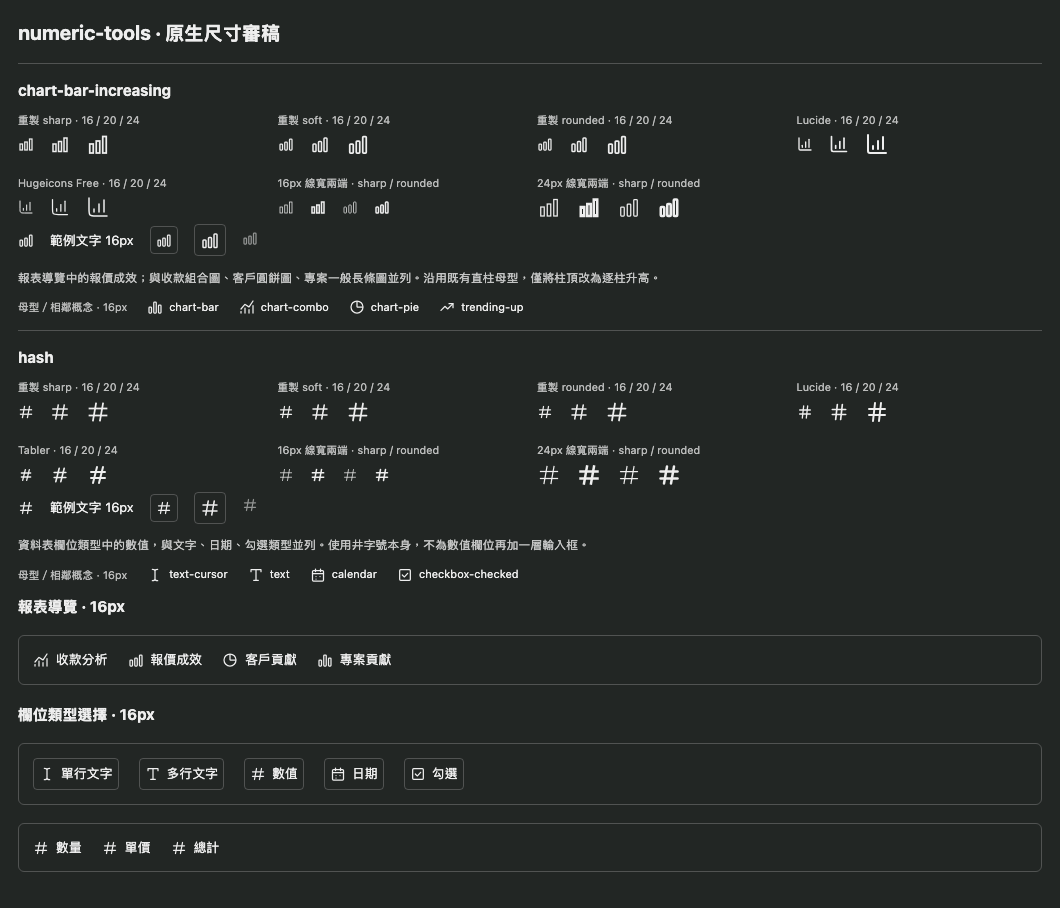 numeric-tools · 原生尺寸審稿
chart-bar-increasing
重製 sharp · 16 / 20 / 24
重製 soft · 16 / 20 / 24
重製 rounded · 16 / 20 / 24
Lucide · 16 / 20 / 24
Hugeicons Free · 16 / 20 / 24
16px 線寬兩端 · sharp / rounded
24px 線寬兩端 · sharp / rounded
範例文字 16px
報表導覽中的報價成效；與收款組合圖、客戶圓餅圖、專案一般長條圖並列。沿用既有直柱母型，僅將柱頂改為逐柱升高。
母型 / 相鄰概念 · 16px chart-bar chart-combo chart-pie trending-up
hash
重製 sharp · 16 / 20 / 24
重製 soft · 16 / 20 / 24
重製 rounded · 16 / 20 / 24
Lucide · 16 / 20 / 24
Tabler · 16 / 20 / 24
16px 線寬兩端 · sharp / rounded
24px 線寬兩端 · sharp / rounded
範例文字 16px
資料表欄位類型中的數值，與文字、日期、勾選類型並列。使用井字號本身，不為數值欄位再加一層輸入框。
母型 / 相鄰概念 · 16px text-cursor text calendar checkbox-checked
報表導覽 · 16px
收款分析 報價成效 客戶貢獻 專案貢獻
欄位類型選擇 · 16px
單行文字 多行文字 數值 日期 勾選
數量 單價 總計